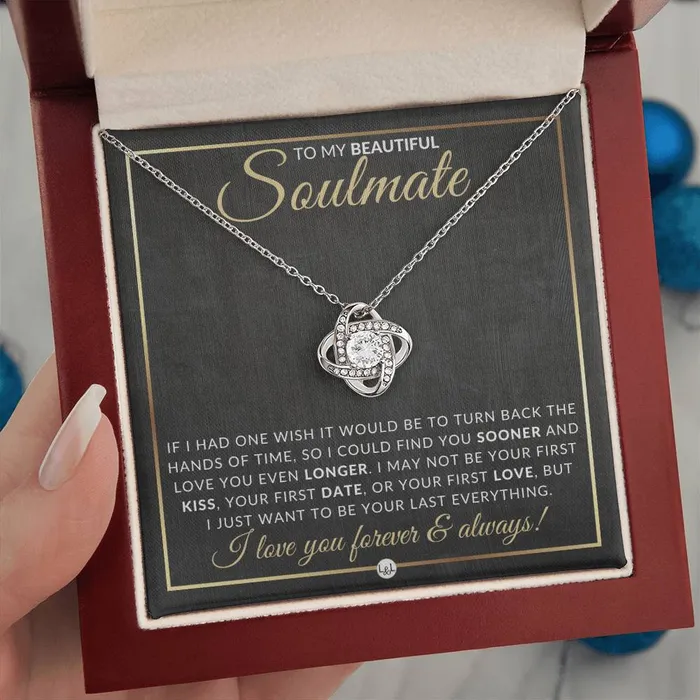 TO MY BEAUTIFUL
Soulmate
IF I HAD ONE WISH IT WOULD BE TO TURN BACK THE
HANDS OF TIME, SO I COULD FIND YOU SOONER AND
LOVE YOU EVEN LONGER. I MAY NOT BE YOUR FIRST
KISS, YOUR FIRST DATE, OR YOUR FIRST LOVE, BUT
I JUST WANT TO BE YOUR LAST EVERYTHING.
I love you forever & always!
L&L